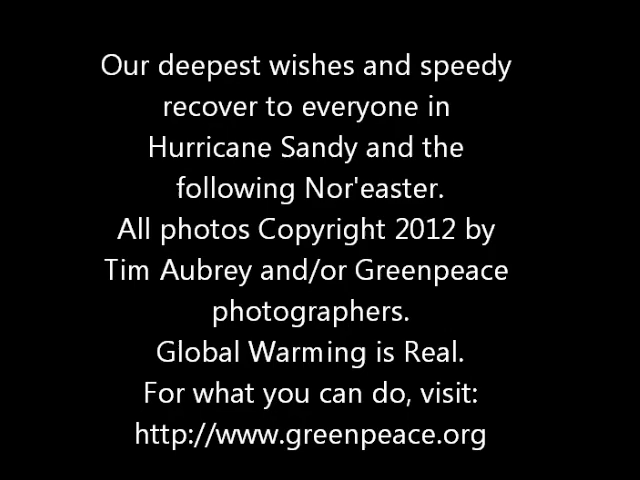 Our deepest wishes and speedy
recover to everyone in
Hurricane Sandy and the
following Nor'easter.
All photos Copyright 2012 by
Tim Aubrey and/or Greenpeace
photographers.
Global Warming is Real.
For what you can do, visit:
http://www.greenpeace.org